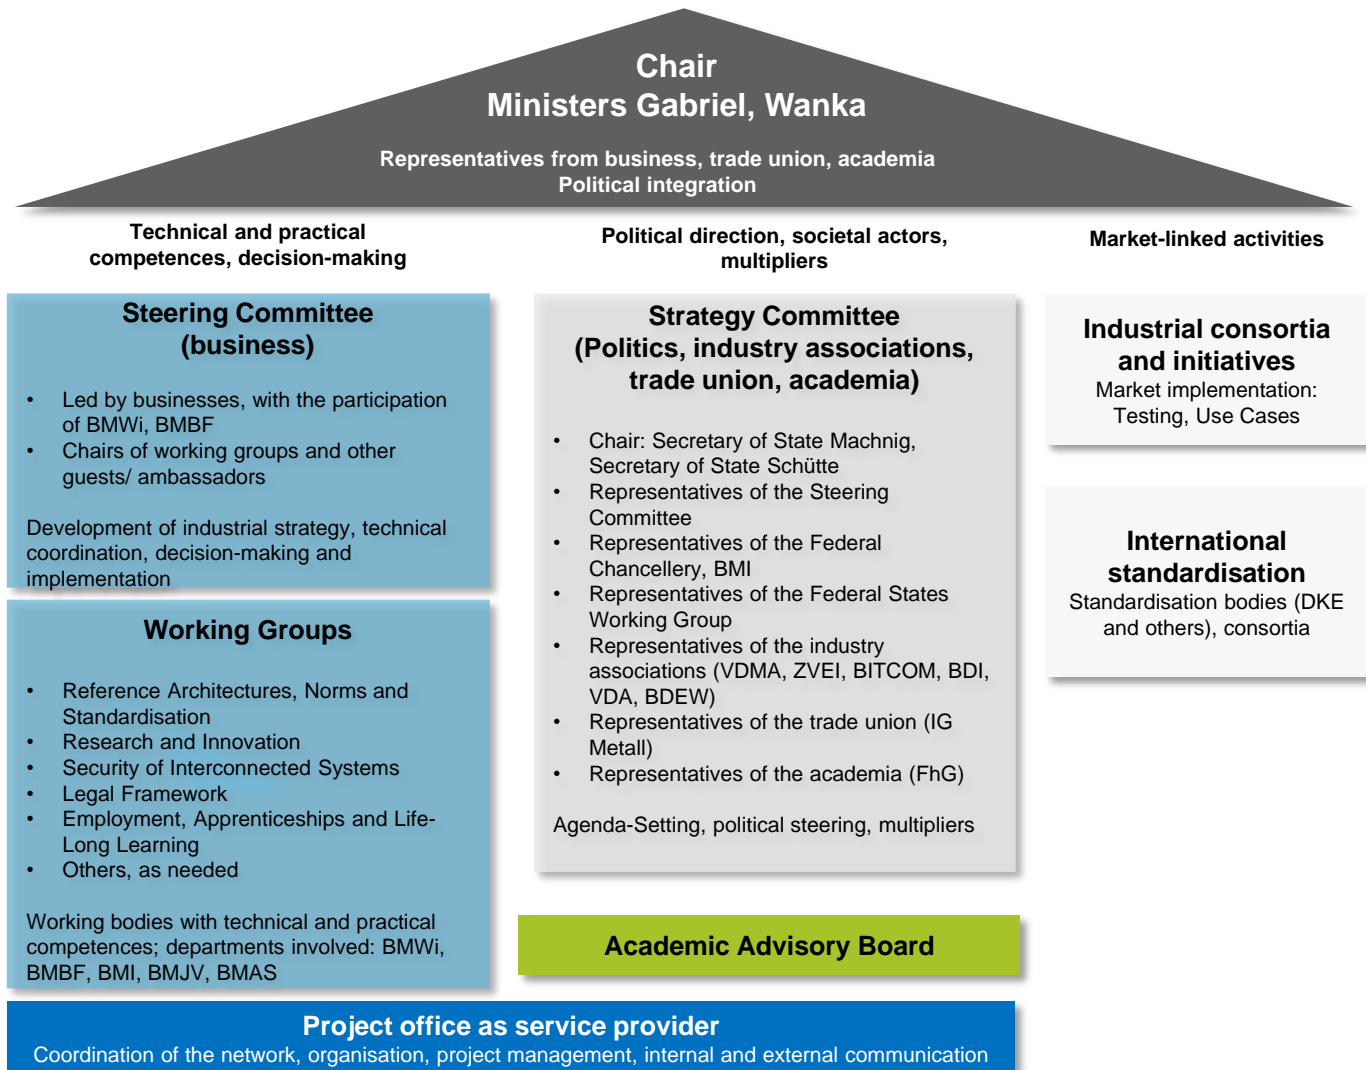 Chair
Ministers Gabriel, Wanka
Representatives from business, trade union, academia
Political integration
Technical and practical
competences, decision-making
Political direction, societal actors,
multipliers
Market-linked activities
Steering Committee
(business)
• Led by businesses, with the participation
of BMWi, BMBF
• Chairs of working groups and other
guests/ ambassadors
Development of industrial strategy, technical
coordination, decision-making and
implementation
Working Groups
• Reference Architectures, Norms and
Standardisation
• Research and Innovation
• Security of Interconnected Systems
• Legal Framework
• Employment, Apprenticeships and Life-
Long Learning
• Others, as needed
Working bodies with technical and practical
competences; departments involved: BMWi,
BMBF, BMI, BMJV, BMAS
Strategy Committee
(Politics, industry associations,
trade union, academia)
• Chair: Secretary of State Machnig,
Secretary of State Schütte
• Representatives of the Steering
Committee
• Representatives of the Federal
Chancellery, BMI
• Representatives of the Federal States
Working Group
• Representatives of the industry
associations (VDMA, ZVEI, BITCOM, BDI,
VDA, BDEW)
• Representatives of the trade union (IG
Metall)
• Representatives of the academia (FhG)
Agenda-Setting, political steering, multipliers
Academic Advisory Board
Industrial consortia
and initiatives
Market implementation:
Testing, Use Cases
International
standardisation
Standardisation bodies (DKE
and others), consortia
Project office as service provider
Coordination of the network, organisation, project management, internal and external communication